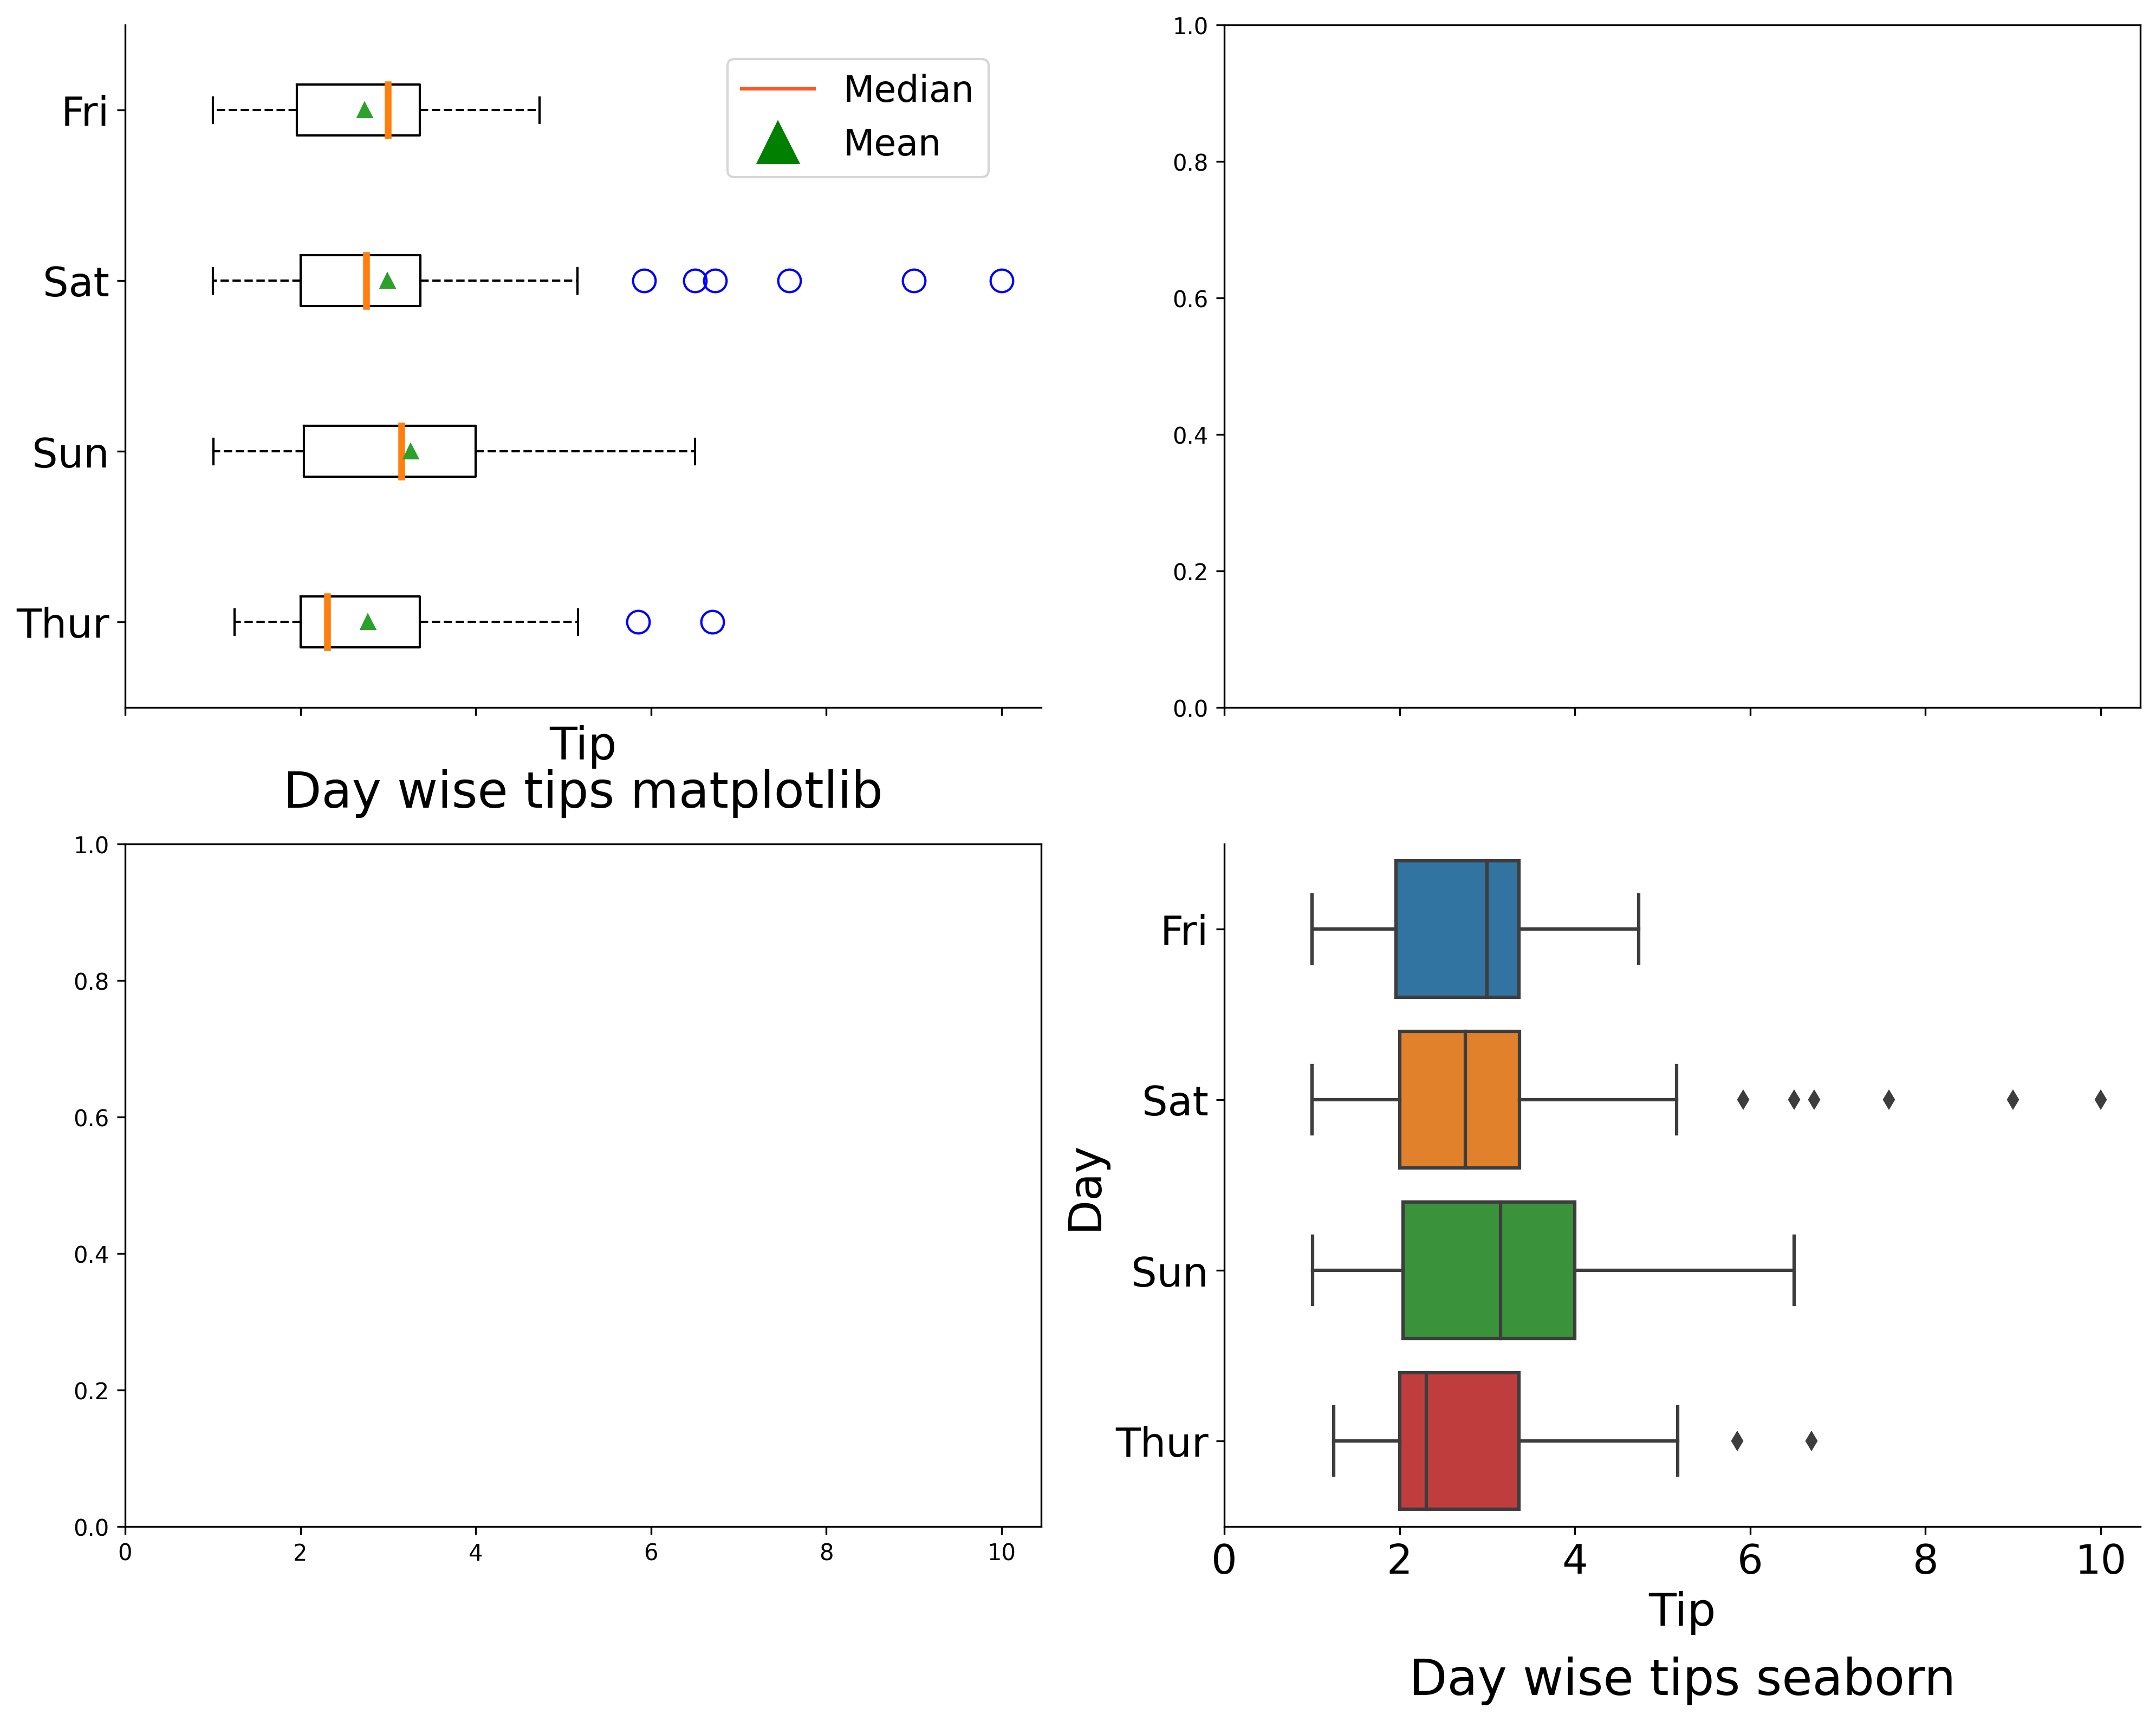 Fri
Sat
Sun
Thur
Median
Mean
Tip
Day wise tips matplotlib
1.0
0.8
0.6
0.4
0.2
0.0
1.0
0.8
0.6
0.4
0.2
0.0
0 2 4 6 8 10
Day
Fri
Sat
Sun
Thur
0 2 4 6 8 10
Tip
Day wise tips seaborn